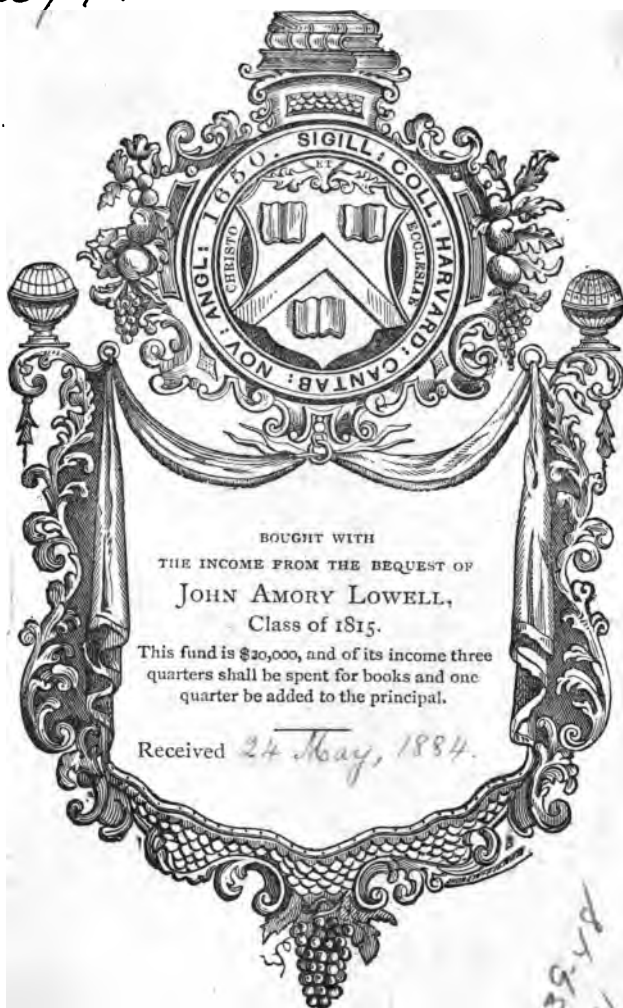 SIGILL: COLL: HARVARD: CANTAB: NOV: ANGL: 1650.
CHRISTO
ET
ECCLESIAE
BOUGHT WITH
THE INCOME FROM THE BEQUEST OF
JOHN AMORY LOWELL,
Class of 1815.
This fund is $20,000, and of its income three
quarters shall be spent for books and one
quarter be added to the principal.
Received 24 May, 1884.